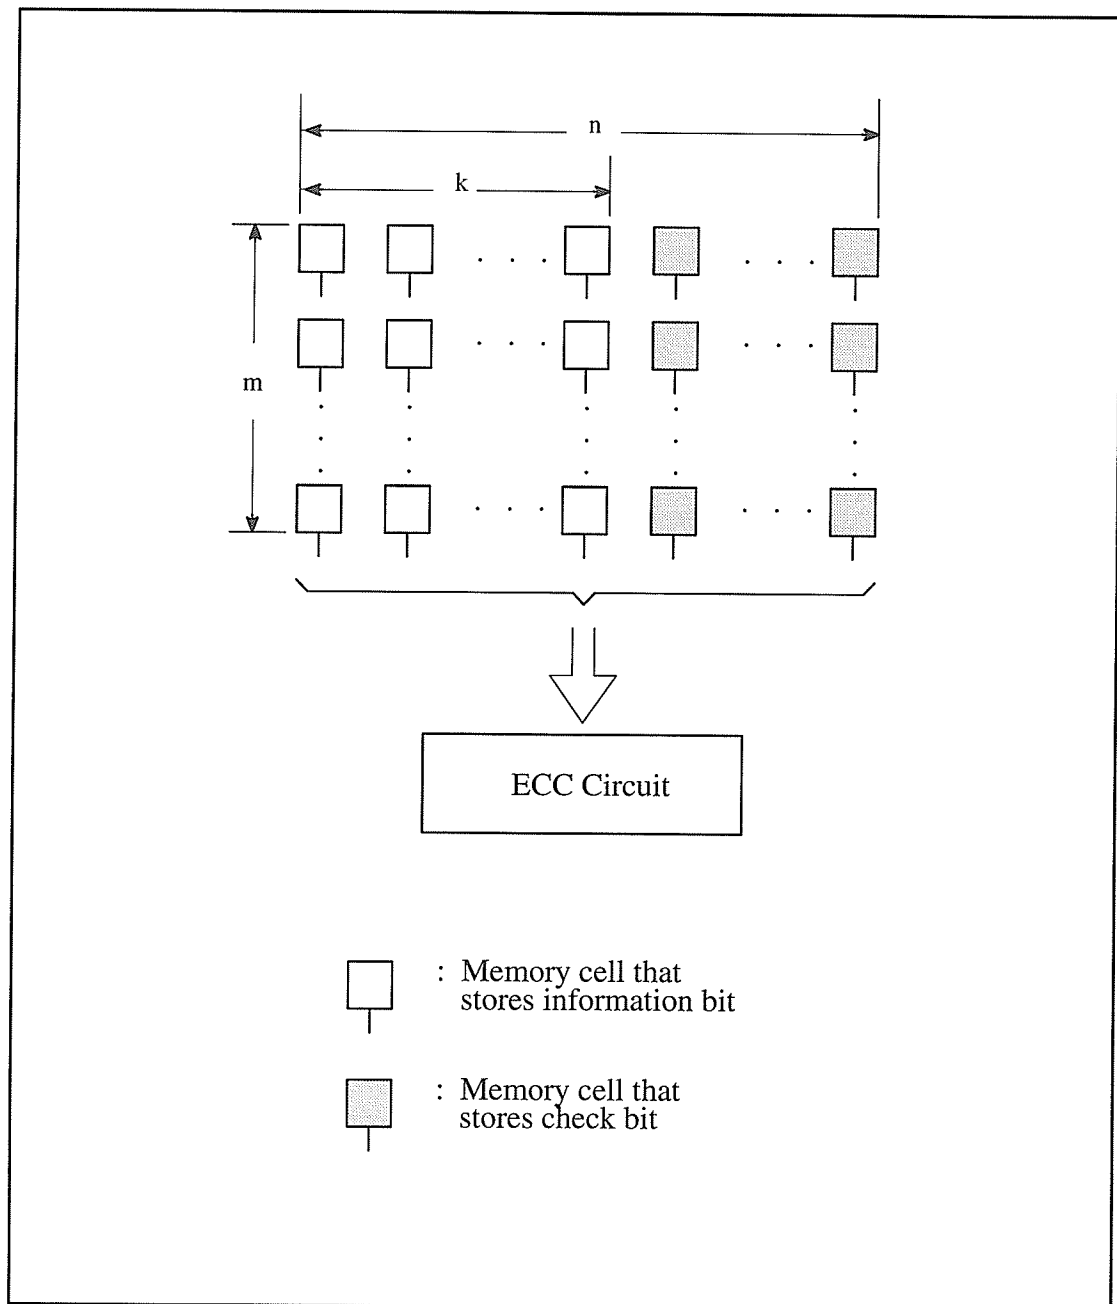 n
k
m
ECC Circuit
: Memory cell that
stores information bit
: Memory cell that
stores check bit